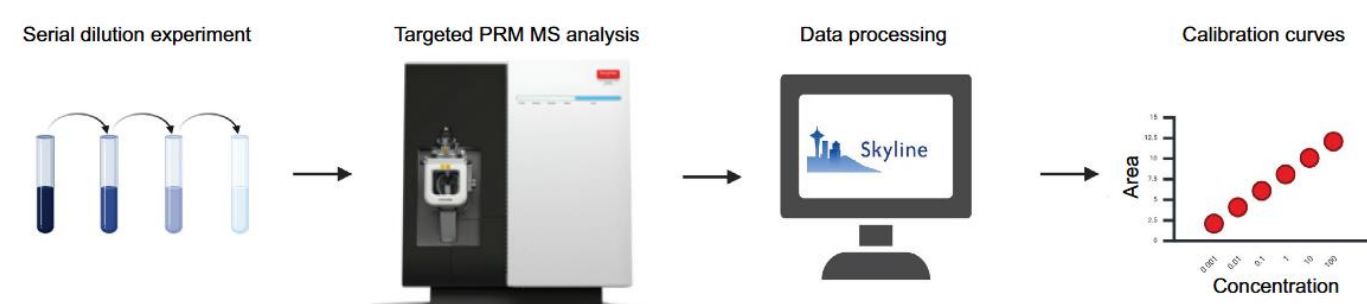 Serial dilution experiment
Targeted PRM MS analysis
Data processing
Calibration curves
Skyline
Area
15
12.5
10
7.5
5
2.5
0
0.001
0.01
0.1
1
10
100
Concentration